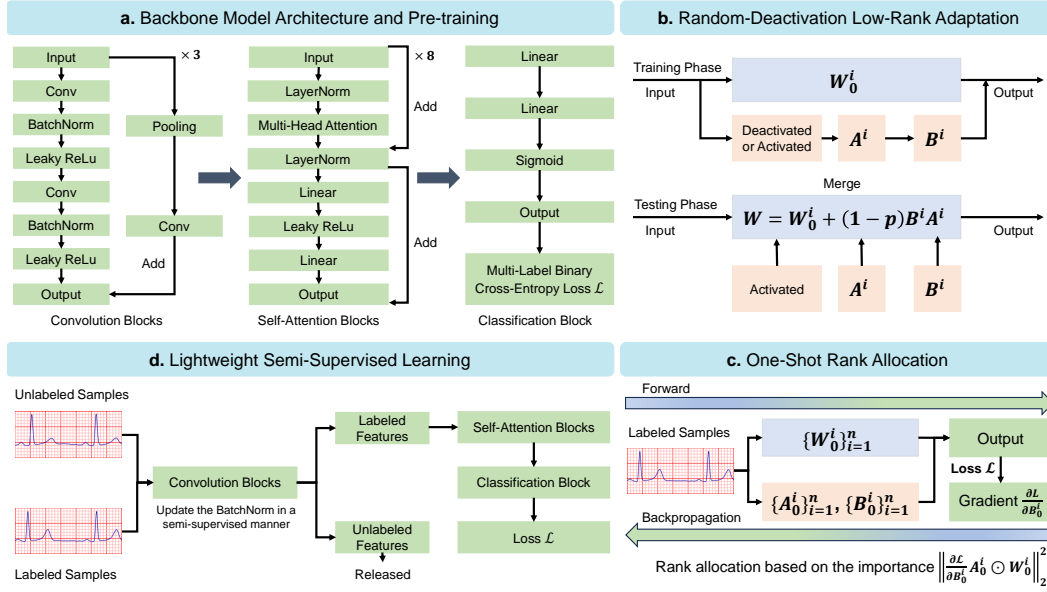 a. Backbone Model Architecture and Pre-training
Input
× 3
Conv
BatchNorm
Leaky ReLu
Conv
BatchNorm
Leaky ReLu
Output
Pooling
Conv
Add
Convolution Blocks
Input
× 8
LayerNorm
Multi-Head Attention
Add
LayerNorm
Linear
Leaky ReLu
Linear
Output
Add
Self-Attention Blocks
Linear
Linear
Sigmoid
Output
Multi-Label Binary
Cross-Entropy Loss ℒ
Classification Block
b. Random-Deactivation Low-Rank Adaptation
Training Phase
Input
W₀ⁱ
Output
Deactivated
or Activated
Aⁱ
Bⁱ
Merge
Testing Phase
Input
W = W₀ⁱ + (1 − p)BⁱAⁱ
Output
Activated
Aⁱ
Bⁱ
d. Lightweight Semi-Supervised Learning
Unlabeled Samples
Labeled Samples
Convolution Blocks
Update the BatchNorm in a
semi-supervised manner
Labeled
Features
Unlabeled
Features
Released
Self-Attention Blocks
Classification Block
Loss ℒ
c. One-Shot Rank Allocation
Forward
Labeled Samples
{W₀ⁱ}ⁿᵢ₌₁
{A₀ⁱ}ⁿᵢ₌₁, {B₀ⁱ}ⁿᵢ₌₁
Output
Loss ℒ
Gradient ∂L/∂B₀ⁱ
Backpropagation
Rank allocation based on the importance ‖∂ℒ/∂B₀ⁱ A₀ⁱ ⊙ W₀ⁱ‖₂²